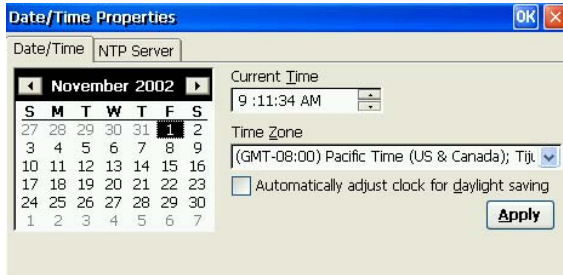 Date/Time Properties OK X
Date/Time NTP Server
November 2002
S M T W T F S
27 28 29 30 31 1 2
3 4 5 6 7 8 9
10 11 12 13 14 15 16
17 18 19 20 21 22 23
24 25 26 27 28 29 30
1 2 3 4 5 6 7
Current Time
9 :11:34 AM
Time Zone
(GMT-08:00) Pacific Time (US & Canada); Tiju
Automatically adjust clock for daylight saving
Apply